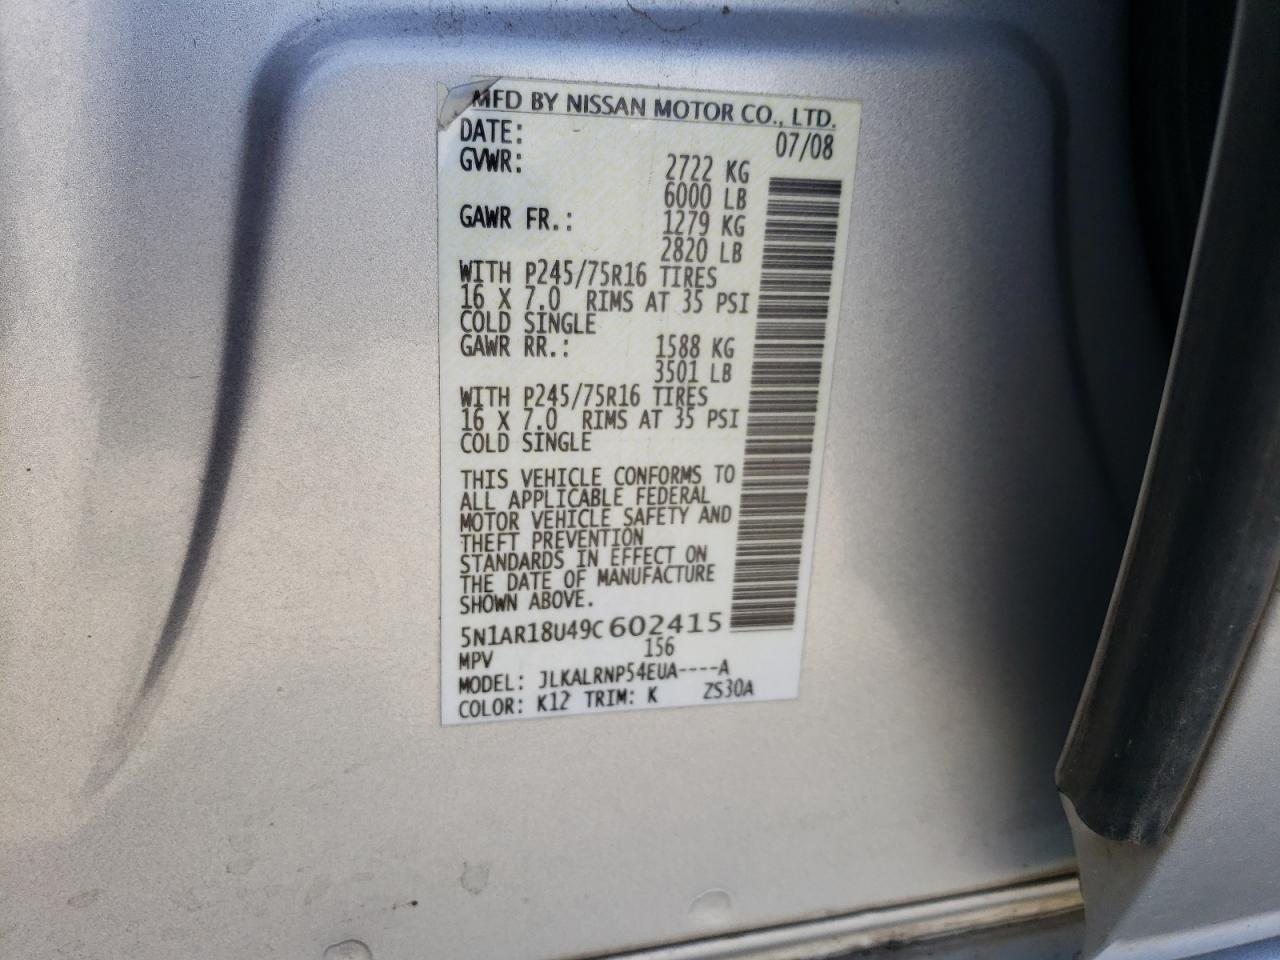 MFD BY NISSAN MOTOR CO., LTD.
DATE: 07/08
GVWR: 2722 KG
6000 LB
GAWR FR.: 1279 KG
2820 LB
WITH P245/75R16 TIRES
16 X 7.0 RIMS AT 35 PSI
COLD SINGLE
GAWR RR.: 1588 KG
3501 LB
WITH P245/75R16 TIRES
16 X 7.0 RIMS AT 35 PSI
COLD SINGLE
THIS VEHICLE CONFORMS TO
ALL APPLICABLE FEDERAL
MOTOR VEHICLE SAFETY AND
THEFT PREVENTION
STANDARDS IN EFFECT ON
THE DATE OF MANUFACTURE
SHOWN ABOVE.
5N1AR18U49C602415
MPV 156
MODEL: JLKALRNP54EUA----A
COLOR: K12 TRIM: K ZS30A